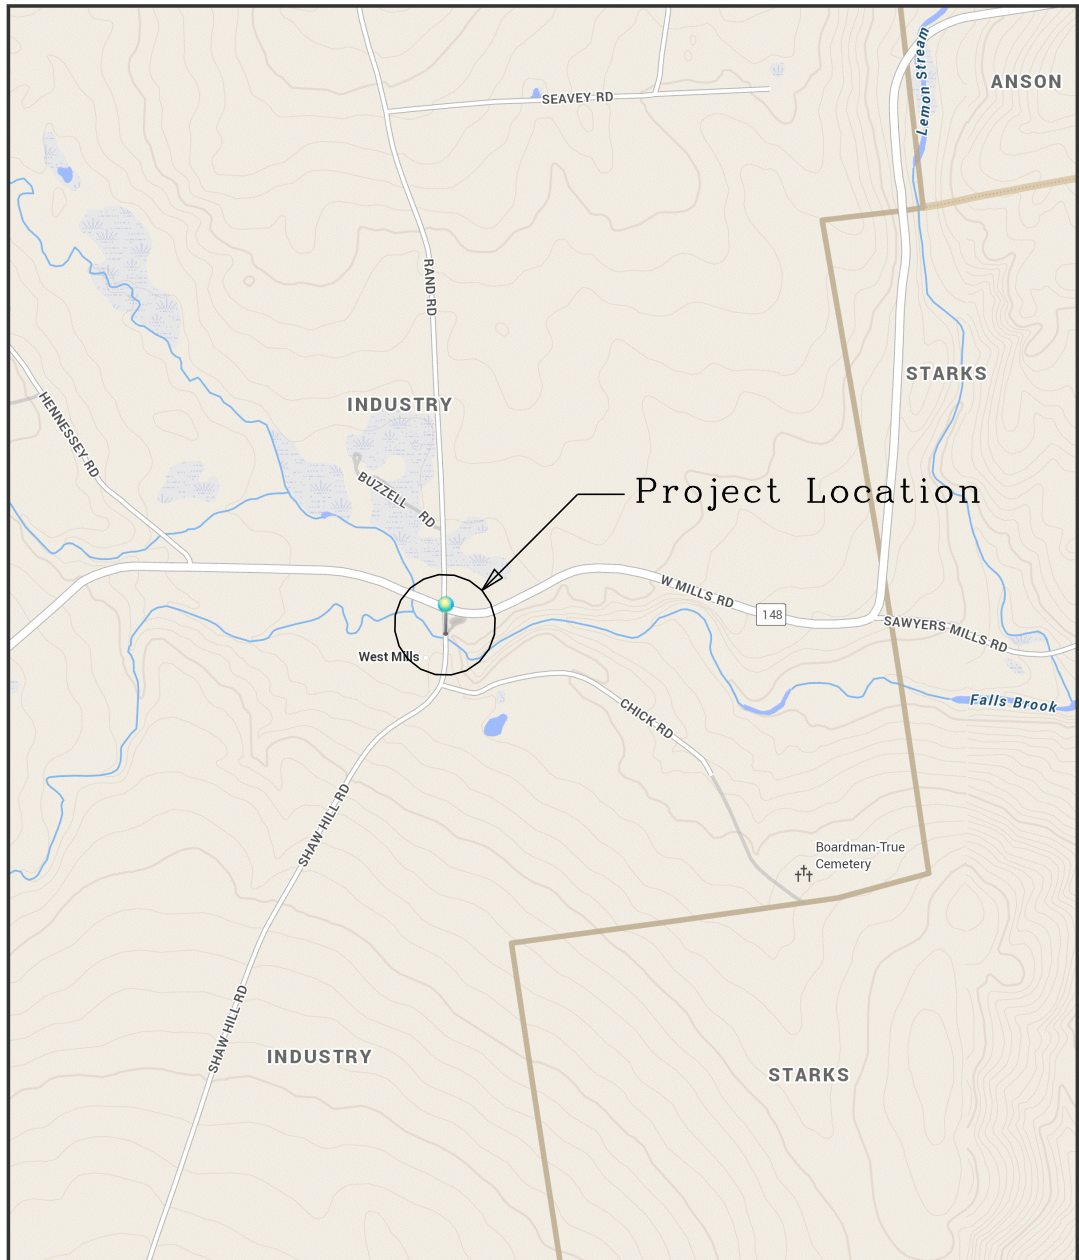 Lemon Stream
ANSON
SEAVEY RD
RAND RD
STARKS
HENNESSEY RD
INDUSTRY
BUZZELL RD
Project Location
W MILLS RD
148
SAWYERS MILLS RD
West Mills
Falls Brook
CHICK RD
SHAW HILL RD
Boardman-True
Cemetery
SHAW HILL RD
INDUSTRY
STARKS